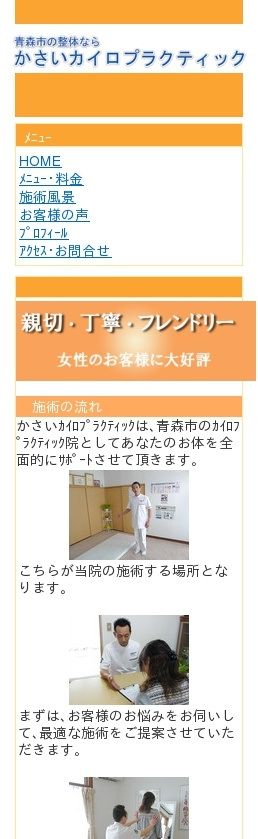 青森市の整体なら
かさいカイロプラクティック
ﾒﾆｭｰ
HOME
ﾒﾆｭｰ･料金
施術風景
お客様の声
ﾌﾟﾛﾌｨｰﾙ
ｱｸｾｽ･お問合せ
親切・丁寧・フレンドリー
女性のお客様に大好評
施術の流れ
かさいｶｲﾛﾌﾟﾗｸﾃｨｯｸは､青森市のｶｲﾛﾌ
ﾟﾗｸﾃｨｯｸ院としてあなたのお体を全
面的にｻﾎﾟｰﾄさせて頂きます。
こちらが当院の施術する場所とな
ります。
まずは､お客様のお悩みをお伺いし
て､最適な施術をご提案させていた
だきます。